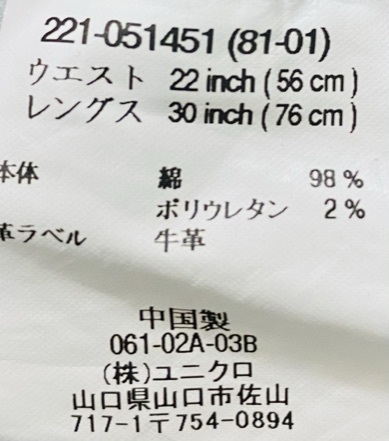 221-051451 (81-01)
ウエスト 22 inch ( 56 cm )
レングス 30 inch ( 76 cm )
本体 綿 98 %
ポリウレタン 2 %
革ラベル 牛革
中国製
061-02A-03B
(株)ユニクロ
山口県山口市佐山
717-1〒754-0894